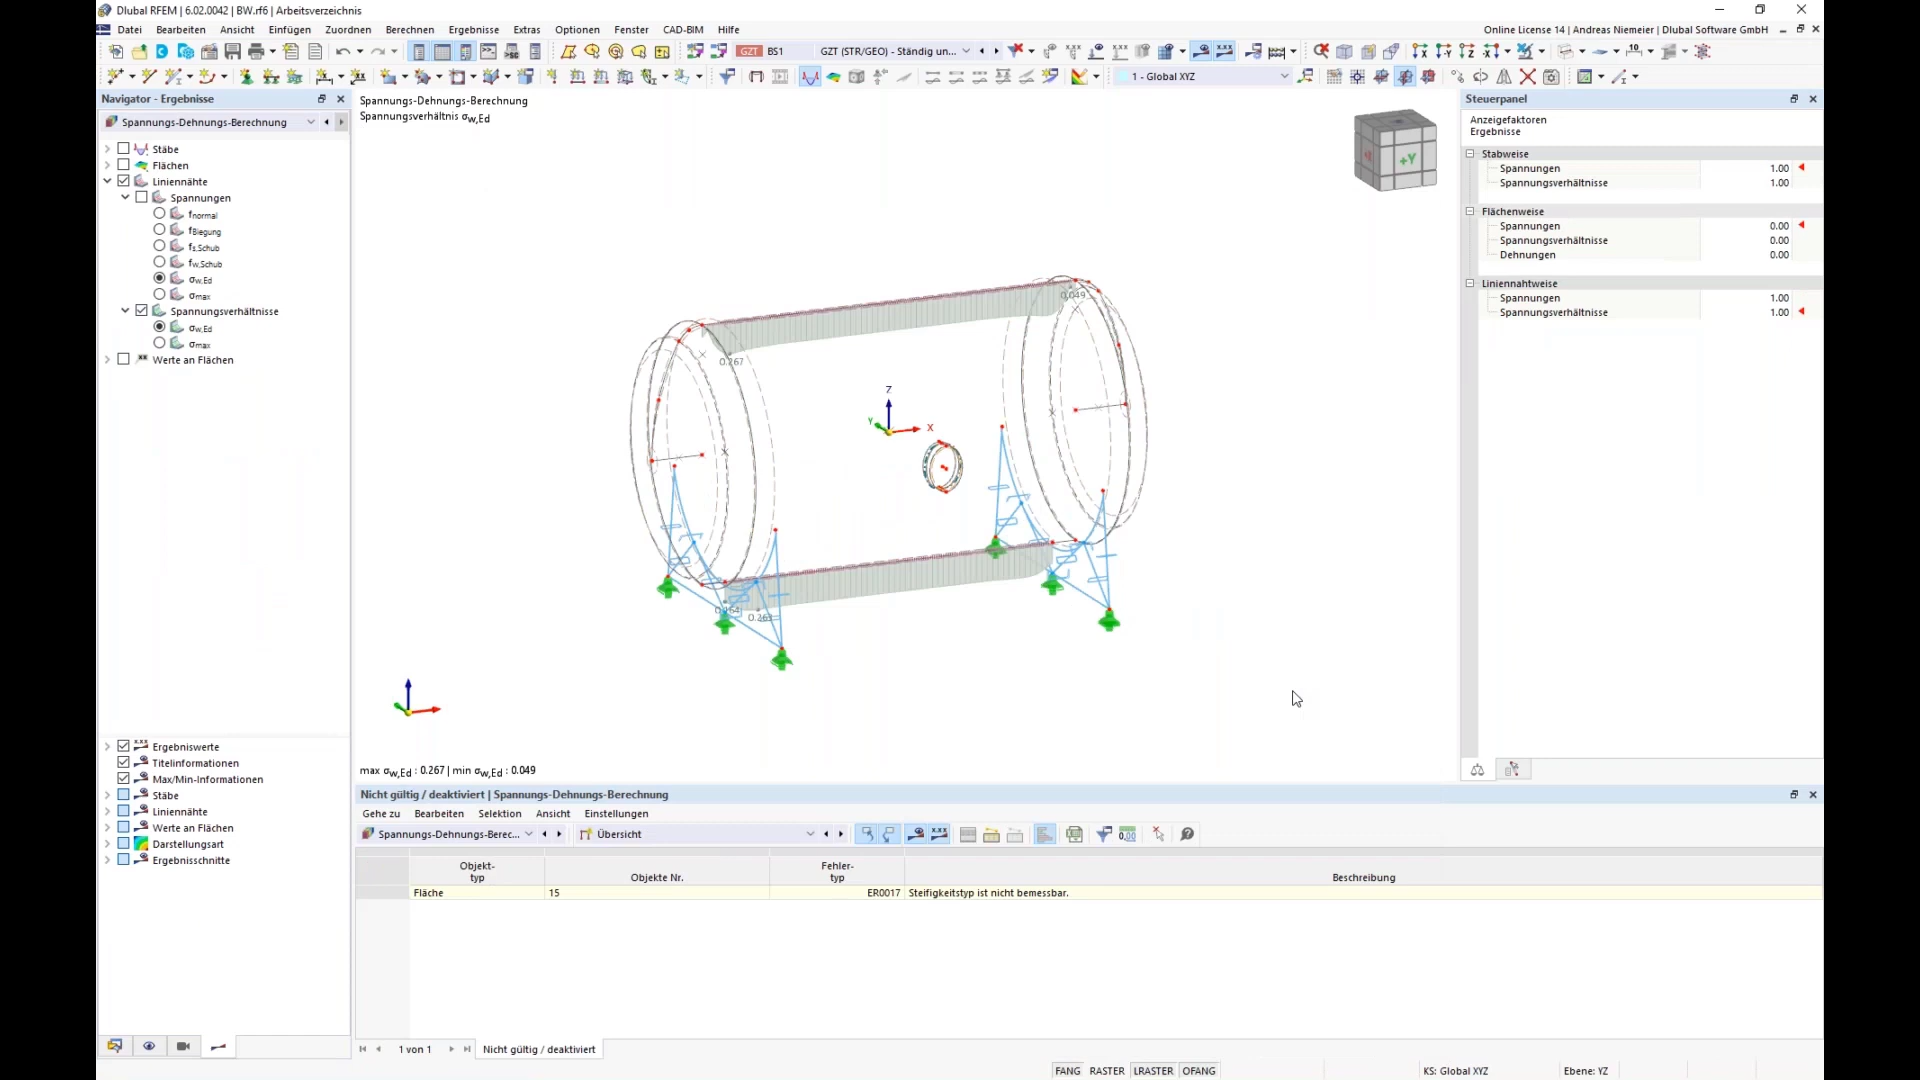 Dlubal RFEM | 6.02.0042 | BW.rf6 | Arbeitsverzeichnis
Datei Bearbeiten Ansicht Einfügen Zuordnen Berechnen Ergebnisse Extras Optionen Fenster CAD-BIM Hilfe
Online License 14 | Andreas Niemeier | Dlubal Software GmbH
GZT BS1 GZT (STR/GEO) - Ständig un...
1 - Global XYZ
Navigator - Ergebnisse
Spannungs-Dehnungs-Berechnung
Stäbe
Flächen
Liniennähte
Spannungen
fnormal
fBiegung
fs,Schub
fw,Schub
σw,Ed
σmax
Spannungsverhältnisse
σw,Ed
σmax
Werte an Flächen
Ergebniswerte
Titelinformationen
Max/Min-Informationen
Stäbe
Liniennähte
Werte an Flächen
Darstellungsart
Ergebnisschnitte
Spannungs-Dehnungs-Berechnung
Spannungsverhältnis σw,Ed
+X
+Y
0.049
0.267
Z
Y
X
0.263
max σw,Ed : 0.267 | min σw,Ed : 0.049
Steuerpanel
Anzeigefaktoren
Ergebnisse
Stabweise
Spannungen 1.00
Spannungsverhältnisse 1.00
Flächenweise
Spannungen 0.00
Spannungsverhältnisse 0.00
Dehnungen 0.00
Liniennahtweise
Spannungen 1.00
Spannungsverhältnisse 1.00
Nicht gültig / deaktiviert | Spannungs-Dehnungs-Berechnung
Gehe zu Bearbeiten Selektion Ansicht Einstellungen
Spannungs-Dehnungs-Berec... Übersicht
Objekt-
typ
Objekte Nr.
Fehler-
typ
Beschreibung
Fläche 15 ER0017 Steifigkeitstyp ist nicht bemessbar.
1 von 1 Nicht gültig / deaktiviert
FANG RASTER LRASTER OFANG KS: Global XYZ Ebene: YZ